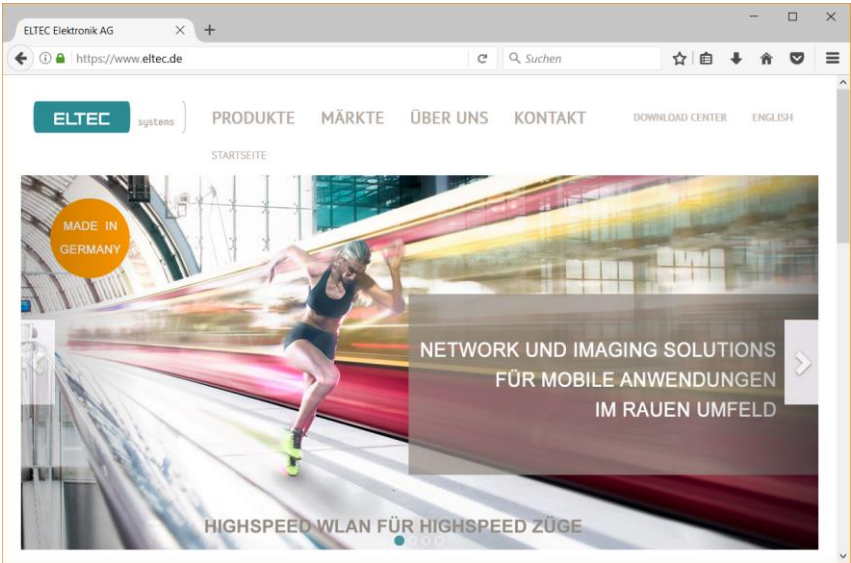 ELTEC Elektronik AG
https://www.eltec.de
Suchen
ELTEC systems
PRODUKTE MÄRKTE ÜBER UNS KONTAKT DOWNLOAD CENTER ENGLISH
STARTSEITE
MADE IN
GERMANY
NETWORK UND IMAGING SOLUTIONS
FÜR MOBILE ANWENDUNGEN
IM RAUEN UMFELD
HIGHSPEED WLAN FÜR HIGHSPEED ZÜGE